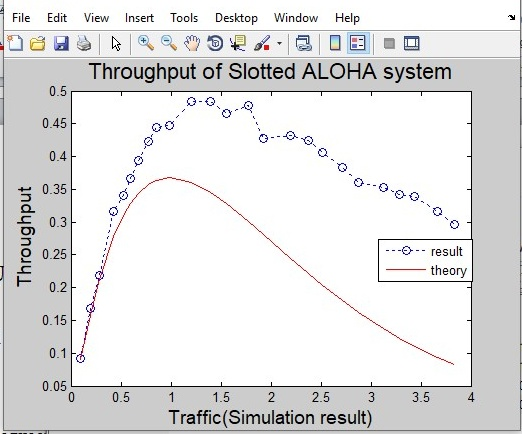 File Edit View Insert Tools Desktop Window Help
Throughput of Slotted ALOHA system
0.5
0.45
0.4
0.35
0.3
0.25
0.2
0.15
0.1
0.05
Throughput
result
theory
0 0.5 1 1.5 2 2.5 3 3.5 4
Traffic(Simulation result)